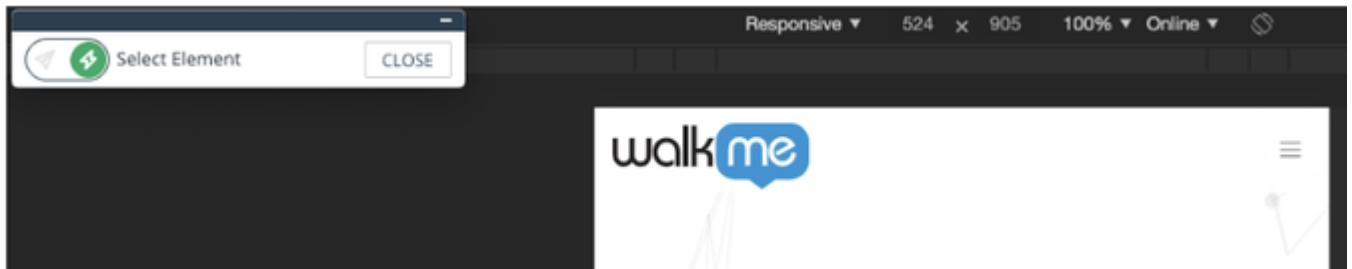 Responsive ▼ 524 x 905 100% ▼ Online ▼
Select Element CLOSE
walkme